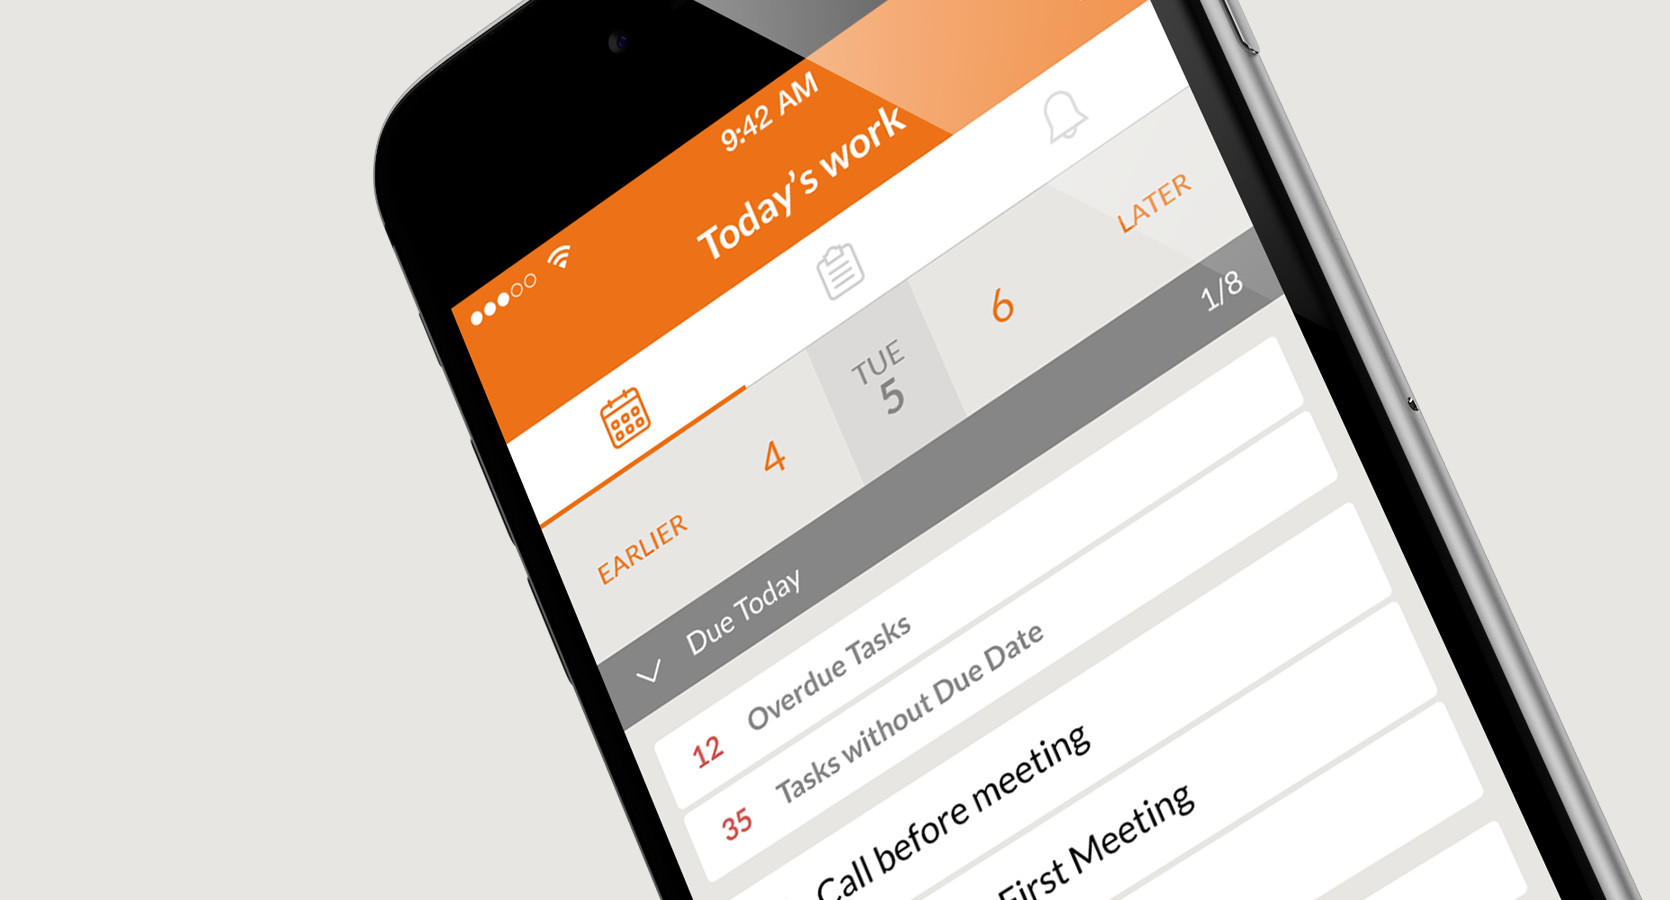 9:42 AM
Today's work
EARLIER
4
TUE
5
6
LATER
Due Today
1/8
12 Overdue Tasks
35 Tasks without Due Date
Call before meeting
First Meeting